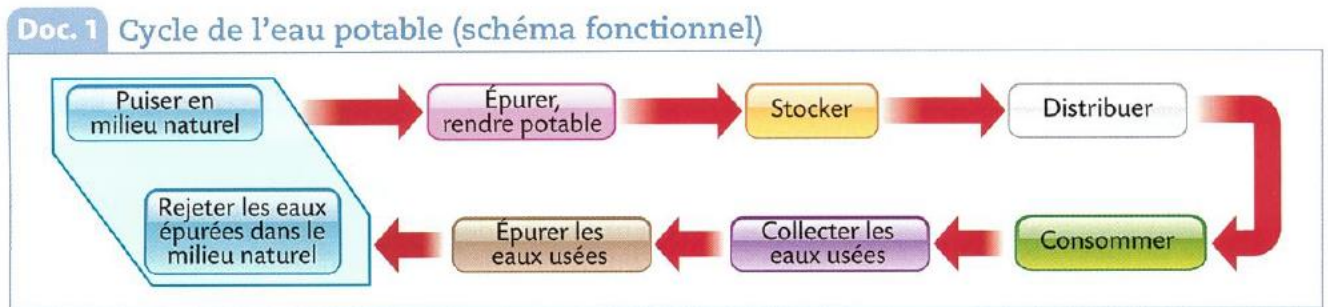 Doc. 1 Cycle de l'eau potable (schéma fonctionnel)
Puiser en
milieu naturel
Épurer,
rendre potable
Stocker
Distribuer
Consommer
Collecter les
eaux usées
Épurer les
eaux usées
Rejeter les eaux
épurées dans le
milieu naturel